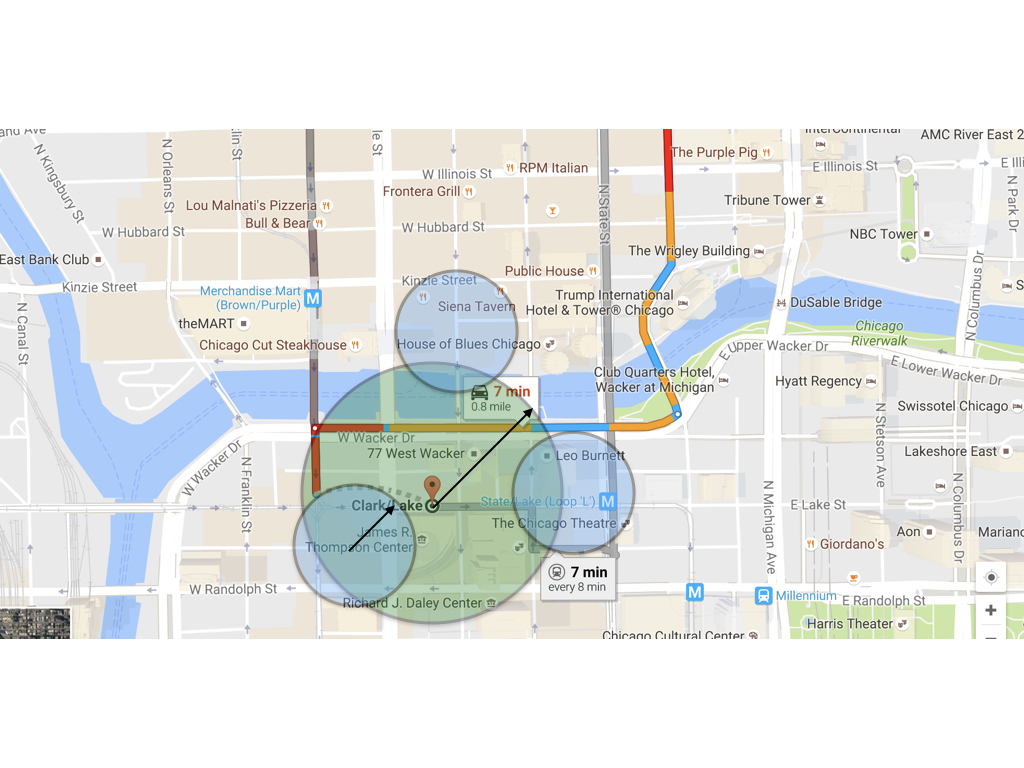 and Ave
N Kingsbury St
N Orleans St
lin St
le St
W Illinois St
RPM Italian
InterContinental
AMC River East 2
The Purple Pig
E Illinois St
E Illi
Frontera Grill
Lou Malnati's Pizzeria
Bull & Bear
W Hubbard St
W Hubbard St
N State St
Tribune Tower
N Park Dr
NBC Tower
The Wrigley Building
East Bank Club
Kinzie Street
Kinzie Street
Public House
Merchandise Mart
(Brown/Purple)
M
Siena Tavern
Trump International
Hotel & Tower® Chicago
DuSable Bridge
N Columbus Dr
S
theMART
Chicago Cut Steakhouse
House of Blues Chicago
Chicago
Riverwalk
E Upper Wacker Dr
E Lower Wacker Dr
N Canal St
Club Quarters Hotel,
Wacker at Michigan
Hyatt Regency
7 min
0.8 mile
Swissotel Chicago
W Wacker Dr
W Wacker Dr
77 West Wacker
Leo Burnett
N Stetson Ave
Lakeshore East
N Franklin St
Clark/Lake
State/Lake (Loop 'L')
M
N Michigan Ave
E Lake St
N Columbus Dr
The Chicago Theatre
James R.
Thompson Center
Giordano's
Aon
Mariano
7 min
every 8 min
W Randolph St
Richard J. Daley Center
M
Millennium
E Randolph St
Harris Theater
Chicago Cultural Center
+
−